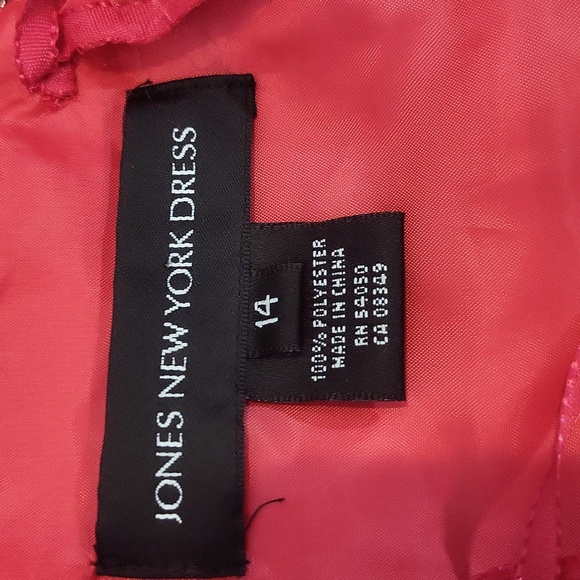 JONES NEW YORK DRESS
14
100% POLYESTER
MADE IN CHINA
RN 54050
CA 08349